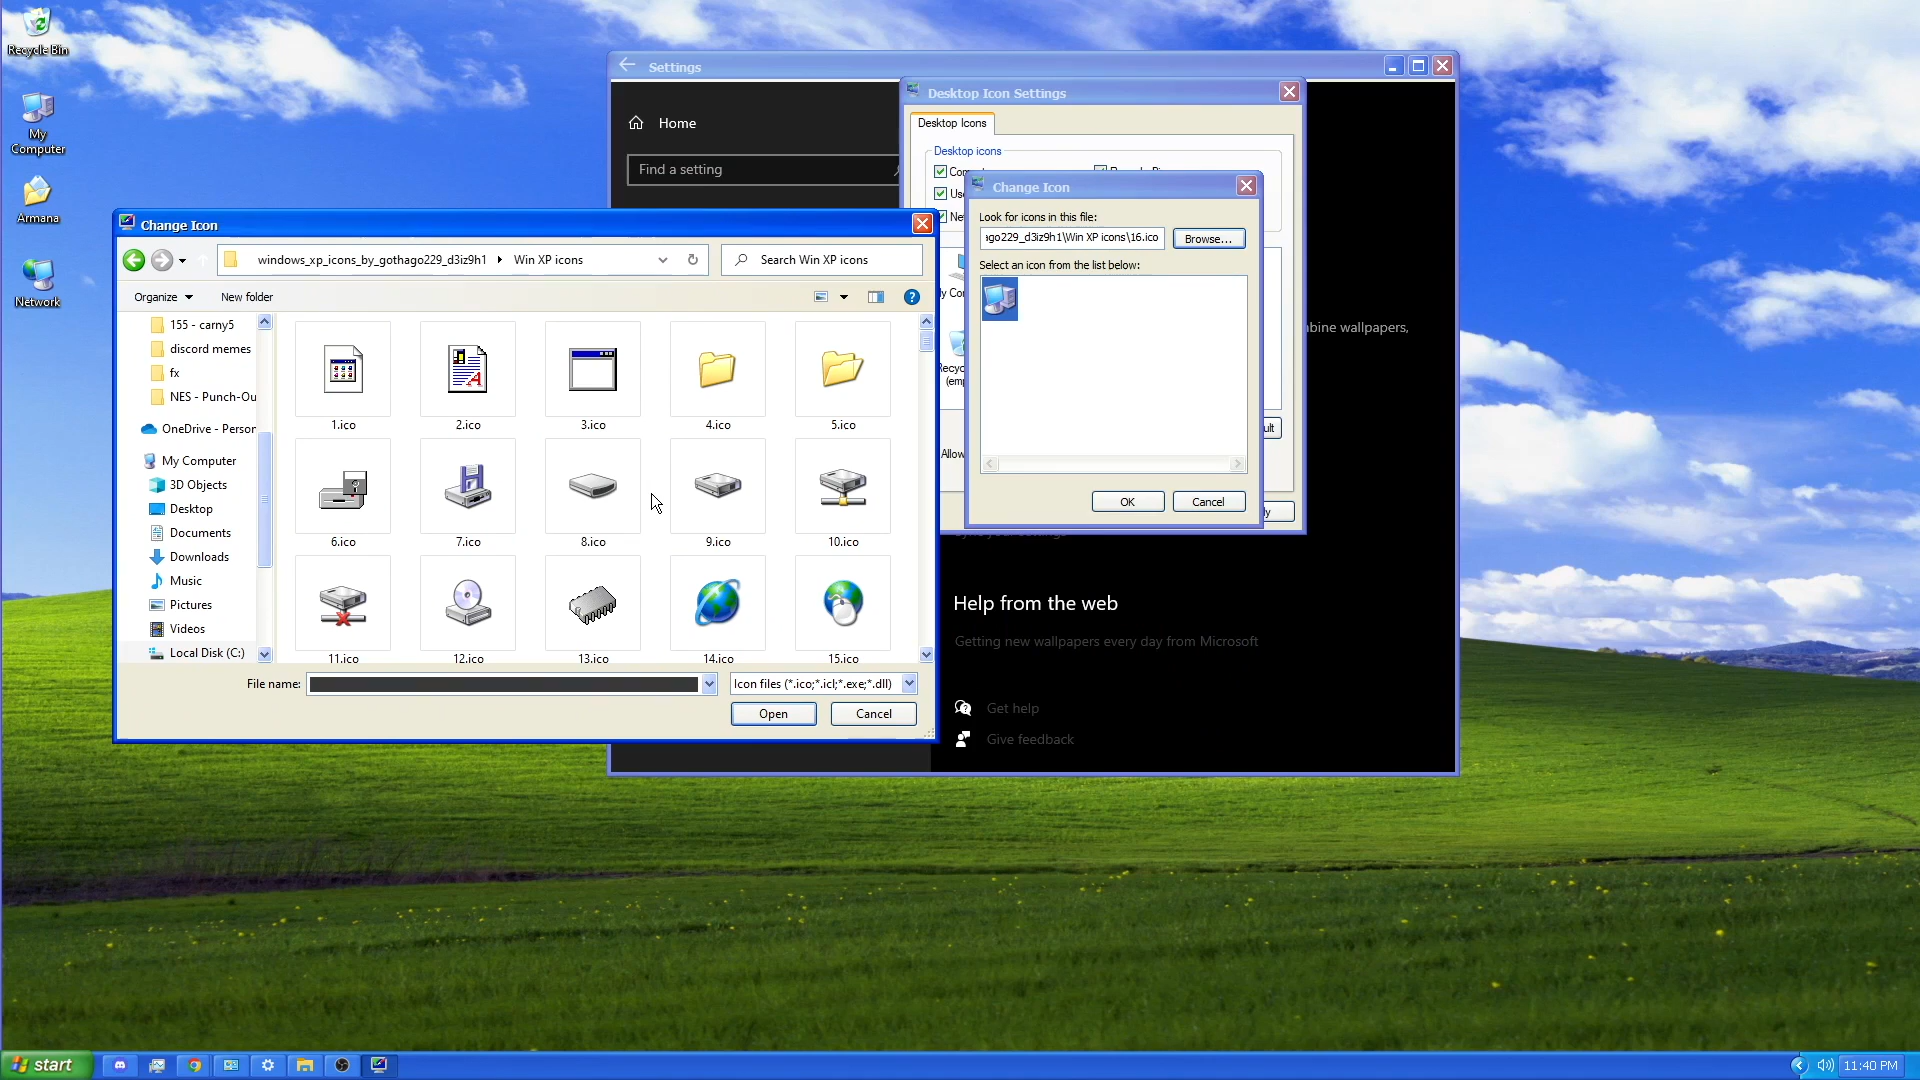 Recycle Bin
My Computer
Armana
Network
Settings
Home
Find a setting
Desktop Icon Settings
Desktop Icons
Desktop icons
Change Icon
Look for icons in this file:
ago229_d3iz9h1\Win XP icons\16.ico
Browse...
Select an icon from the list below:
OK
Cancel
Allow
bine wallpapers,
Help from the web
Getting new wallpapers every day from Microsoft
Get help
Give feedback
Change Icon
windows_xp_icons_by_gothago229_d3iz9h1
Win XP icons
Search Win XP icons
Organize
New folder
155 - carny5
discord memes
fx
NES - Punch-Ou
OneDrive - Person
My Computer
3D Objects
Desktop
Documents
Downloads
Music
Pictures
Videos
Local Disk (C:)
1.ico
2.ico
3.ico
4.ico
5.ico
6.ico
7.ico
8.ico
9.ico
10.ico
11.ico
12.ico
13.ico
14.ico
15.ico
File name:
Icon files (*.ico;*.icl;*.exe;*.dll)
Open
Cancel
start
11:40 PM